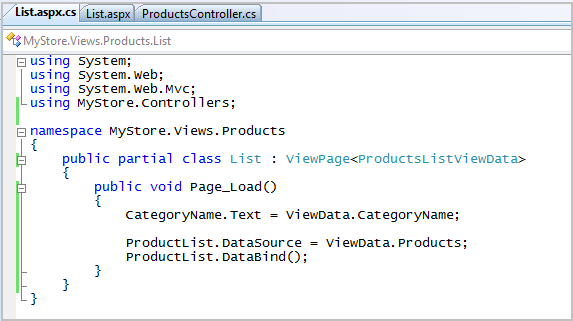 List.aspx.cs List.aspx ProductsController.cs
MyStore.Views.Products.List
using System;
using System.Web;
using System.Web.Mvc;
using MyStore.Controllers;
namespace MyStore.Views.Products
{
public partial class List : ViewPage<ProductsListViewData>
{
public void Page_Load()
{
CategoryName.Text = ViewData.CategoryName;
ProductList.DataSource = ViewData.Products;
ProductList.DataBind();
}
}
}